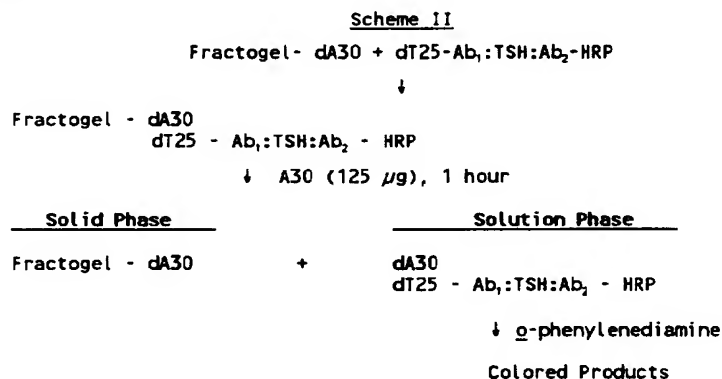 Scheme II
Fractogel- dA30 + dT25-Ab₁:TSH:Ab₂-HRP
↓
Fractogel - dA30
dT25 - Ab₁:TSH:Ab₂ - HRP
↓ A30 (125 µg), 1 hour
Solid Phase Solution Phase
Fractogel - dA30 + dA30
dT25 - Ab₁:TSH:Ab₂ - HRP
↓ o-phenylenediamine
Colored Products